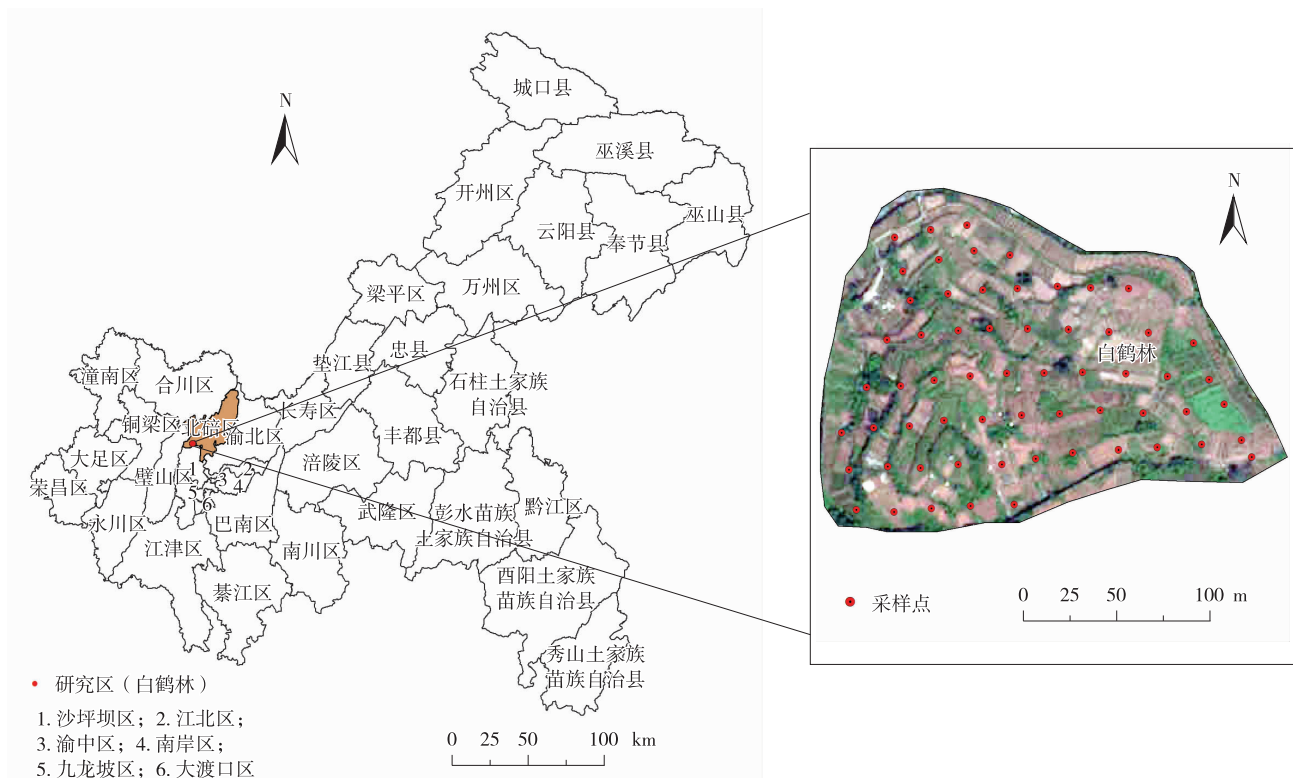 N
城口县
巫溪县
开州区
巫山县
云阳县
奉节县
万州区
梁平区
忠县
垫江县
石柱土家族
自治县
潼南区
合川区
长寿区
铜梁区
北碚区
渝北区
丰都县
大足区
涪陵区
荣昌区
璧山区
1
2
3
4
5
6
永川区
巴南区
武隆区
彭水苗族
土家族自治县
黔江区
江津区
南川区
綦江区
酉阳土家族
苗族自治县
秀山土家族
苗族自治县
研究区（白鹤林）
1. 沙坪坝区；2. 江北区；
3. 渝中区；4. 南岸区；
5. 九龙坡区；6. 大渡口区
0 25 50 100 km
N
白鹤林
采样点
0 25 50 100 m